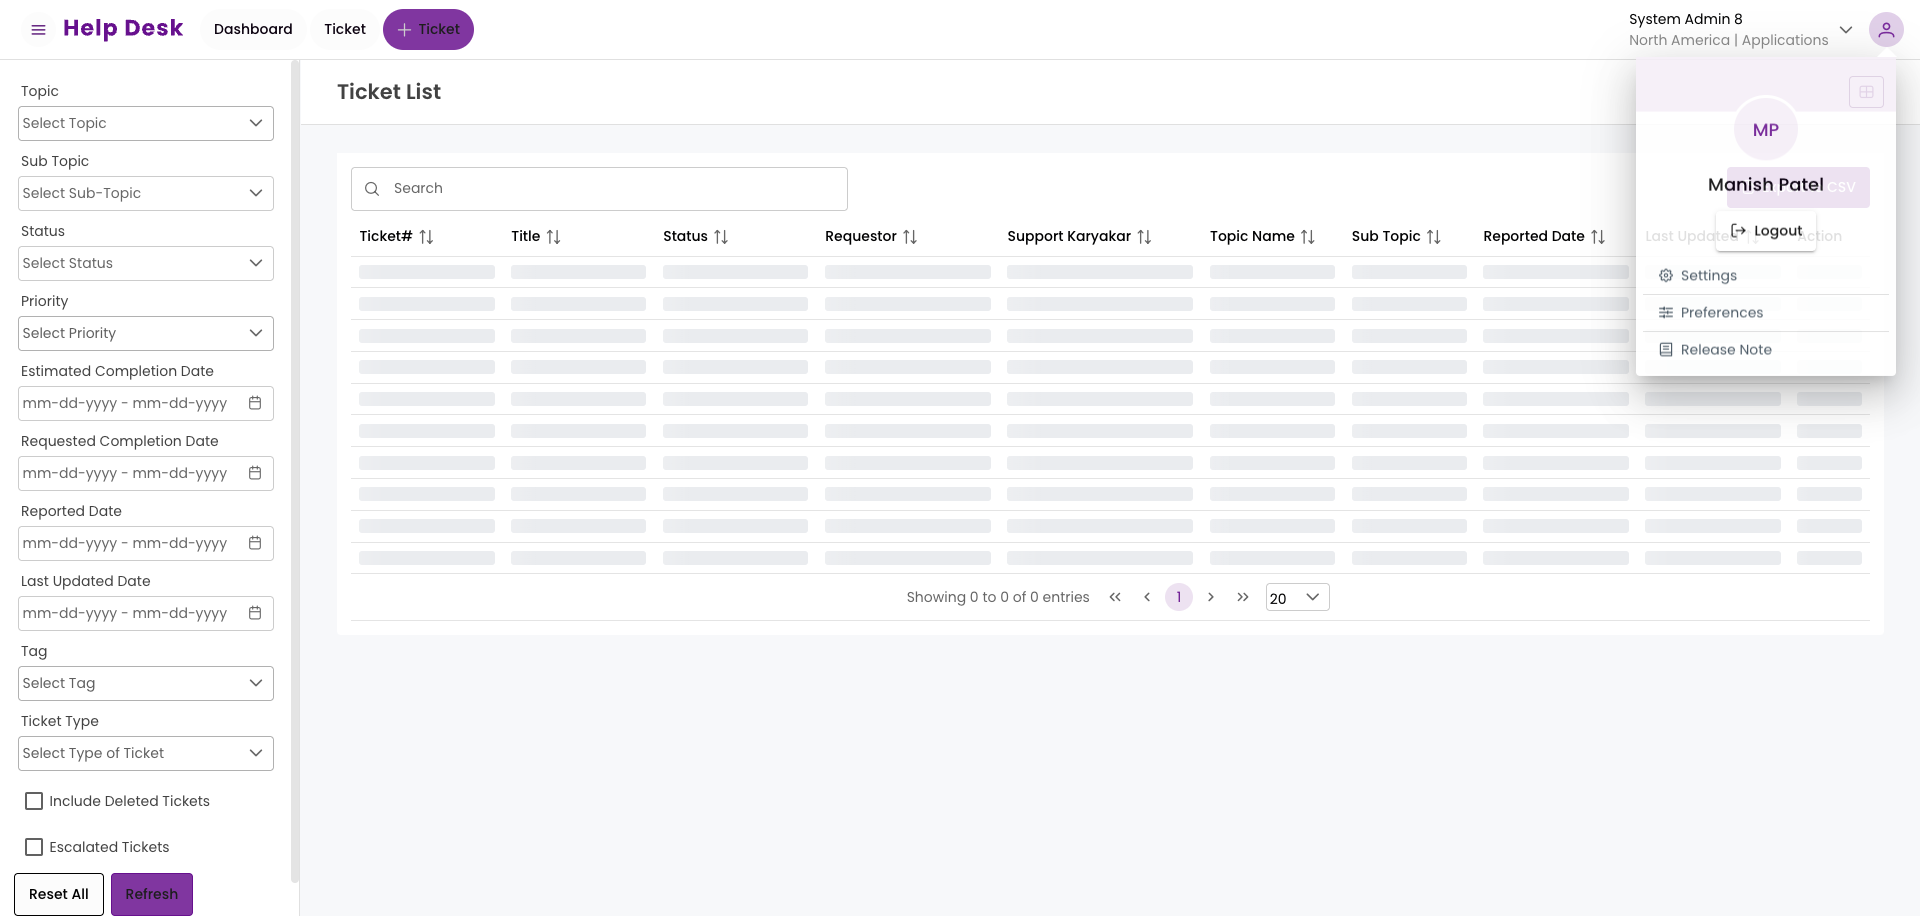 Help Desk
Dashboard
Ticket
Ticket
System Admin 8
North America | Applications
Topic
Select Topic
Sub Topic
Select Sub-Topic
Status
Select Status
Priority
Select Priority
Estimated Completion Date
mm-dd-yyyy - mm-dd-yyyy
Requested Completion Date
mm-dd-yyyy - mm-dd-yyyy
Reported Date
mm-dd-yyyy - mm-dd-yyyy
Last Updated Date
mm-dd-yyyy - mm-dd-yyyy
Tag
Select Tag
Ticket Type
Select Type of Ticket
Include Deleted Tickets
Escalated Tickets
Reset All
Refresh
Ticket List
Search
Ticket# Title Status Requestor Support Karyakar Topic Name Sub Topic Reported Date Last Updated Action
Showing 0 to 0 of 0 entries
1
20
MP
Manish Patel
CSV
Logout
Settings
Preferences
Release Note